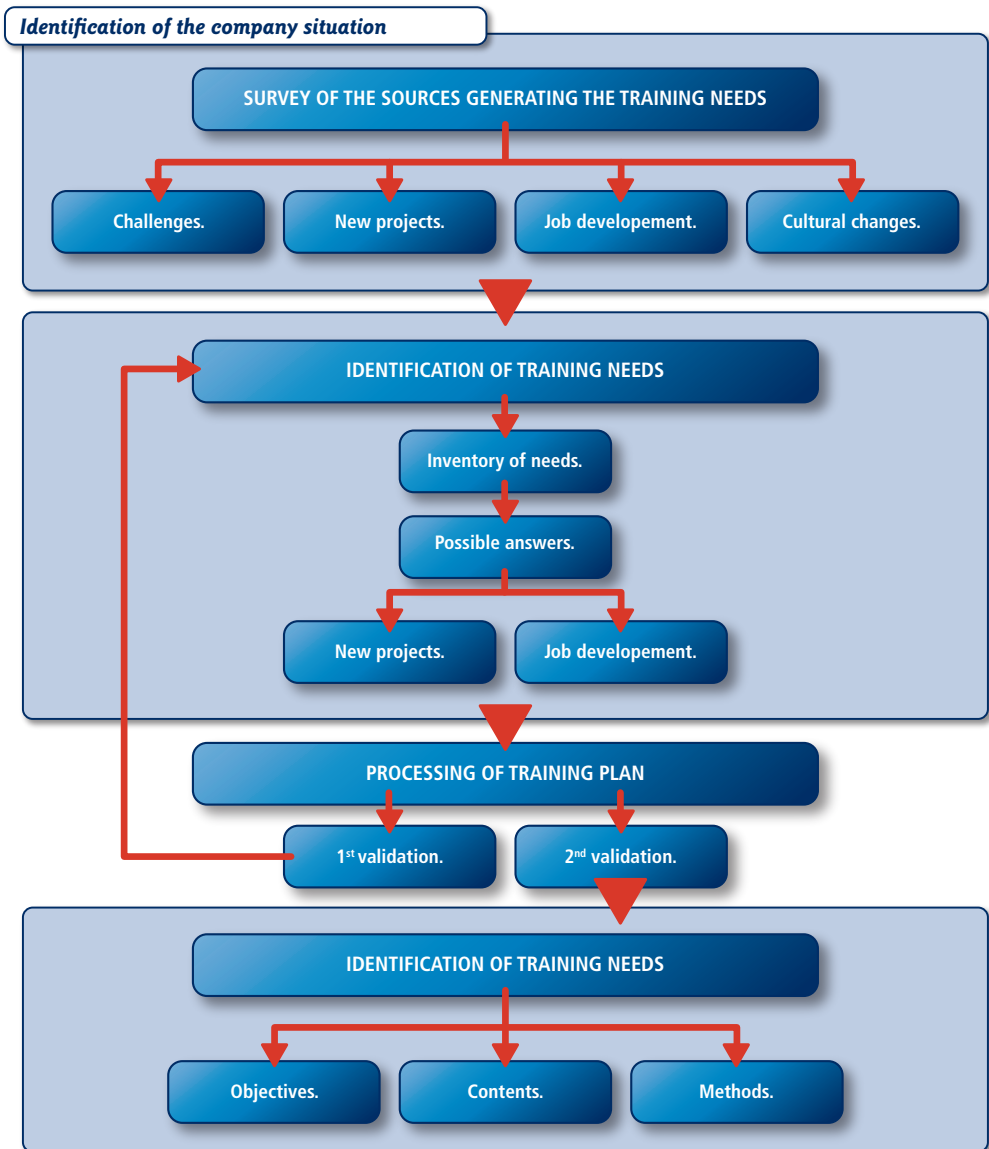 Identification of the company situation
SURVEY OF THE SOURCES GENERATING THE TRAINING NEEDS
Challenges.
New projects.
Job developement.
Cultural changes.
IDENTIFICATION OF TRAINING NEEDS
Inventory of needs.
Possible answers.
New projects.
Job developement.
PROCESSING OF TRAINING PLAN
1st validation.
2nd validation.
IDENTIFICATION OF TRAINING NEEDS
Objectives.
Contents.
Methods.